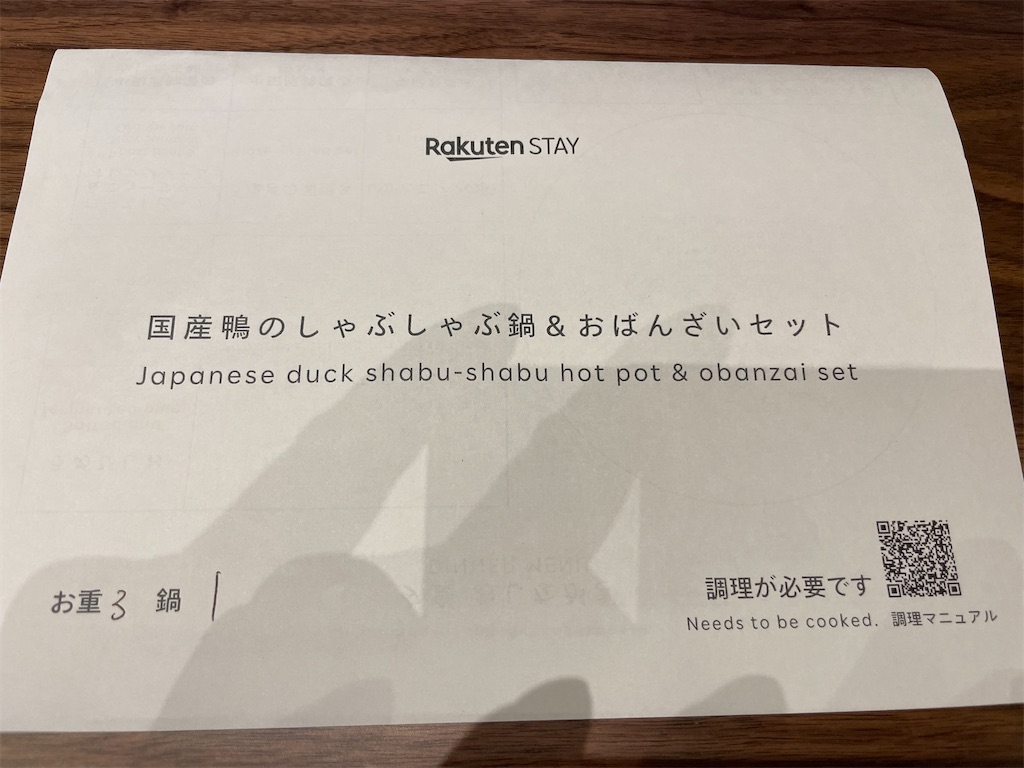 Rakuten STAY
国産鴨のしゃぶしゃぶ鍋&おばんざいセット
Japanese duck shabu-shabu hot pot & obanzai set
お重 3 鍋 1
調理が必要です
Needs to be cooked.
調理マニュアル